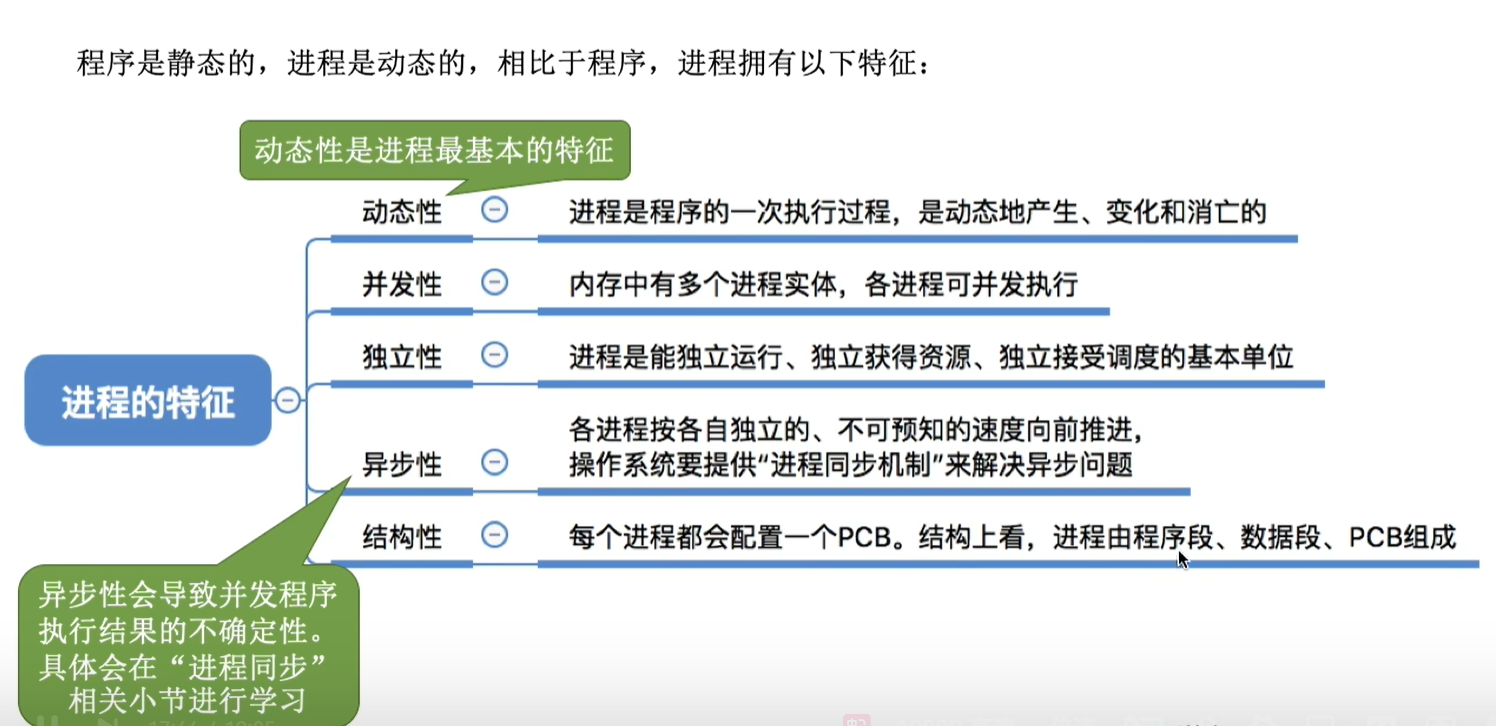 程序是静态的，进程是动态的，相比于程序，进程拥有以下特征：
动态性是进程最基本的特征
动态性
进程是程序的一次执行过程，是动态地产生、变化和消亡的
并发性
内存中有多个进程实体，各进程可并发执行
独立性
进程是能独立运行、独立获得资源、独立接受调度的基本单位
进程的特征
异步性
各进程按各自独立的、不可预知的速度向前推进，
操作系统要提供“进程同步机制”来解决异步问题
结构性
每个进程都会配置一个PCB。结构上看，进程由程序段、数据段、PCB组成
异步性会导致并发程序
执行结果的不确定性。
具体会在“进程同步”
相关小节进行学习